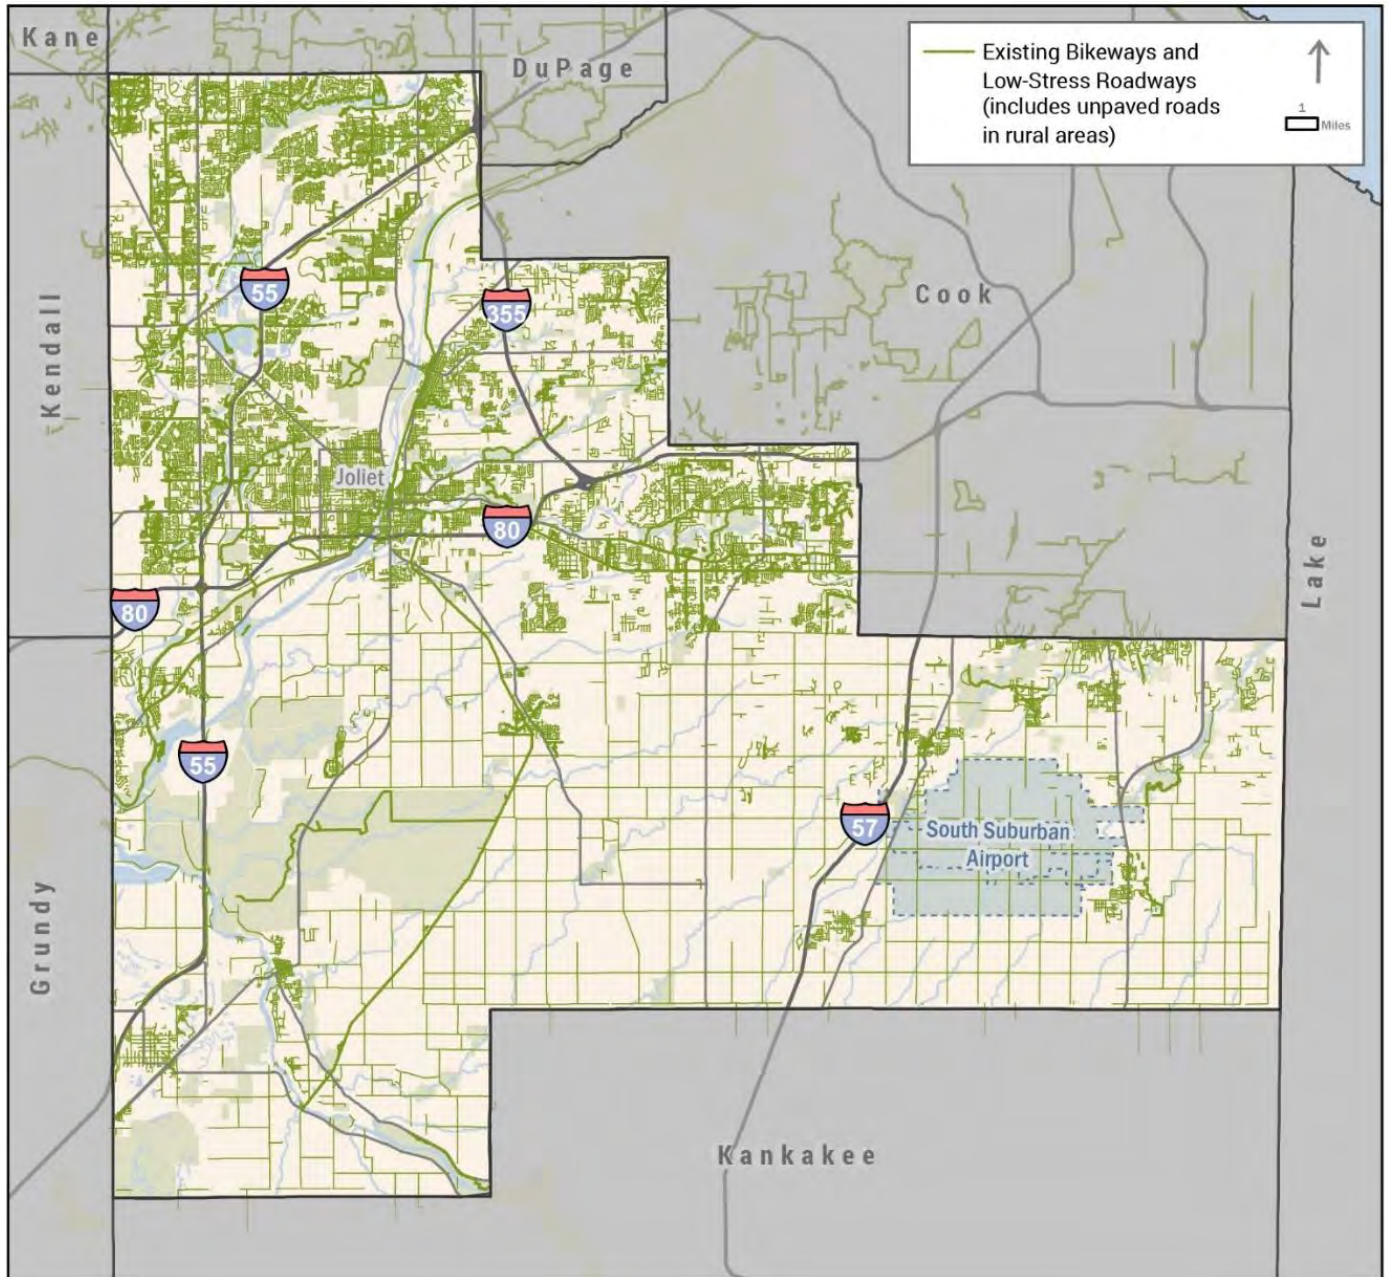 Kane
DuPage
Existing Bikeways and
Low-Stress Roadways
(includes unpaved roads
in rural areas)
1
Miles
55
355
Cook
Kendall
Joliet
80
Lake
80
55
57
South Suburban
Airport
Grundy
Kankakee